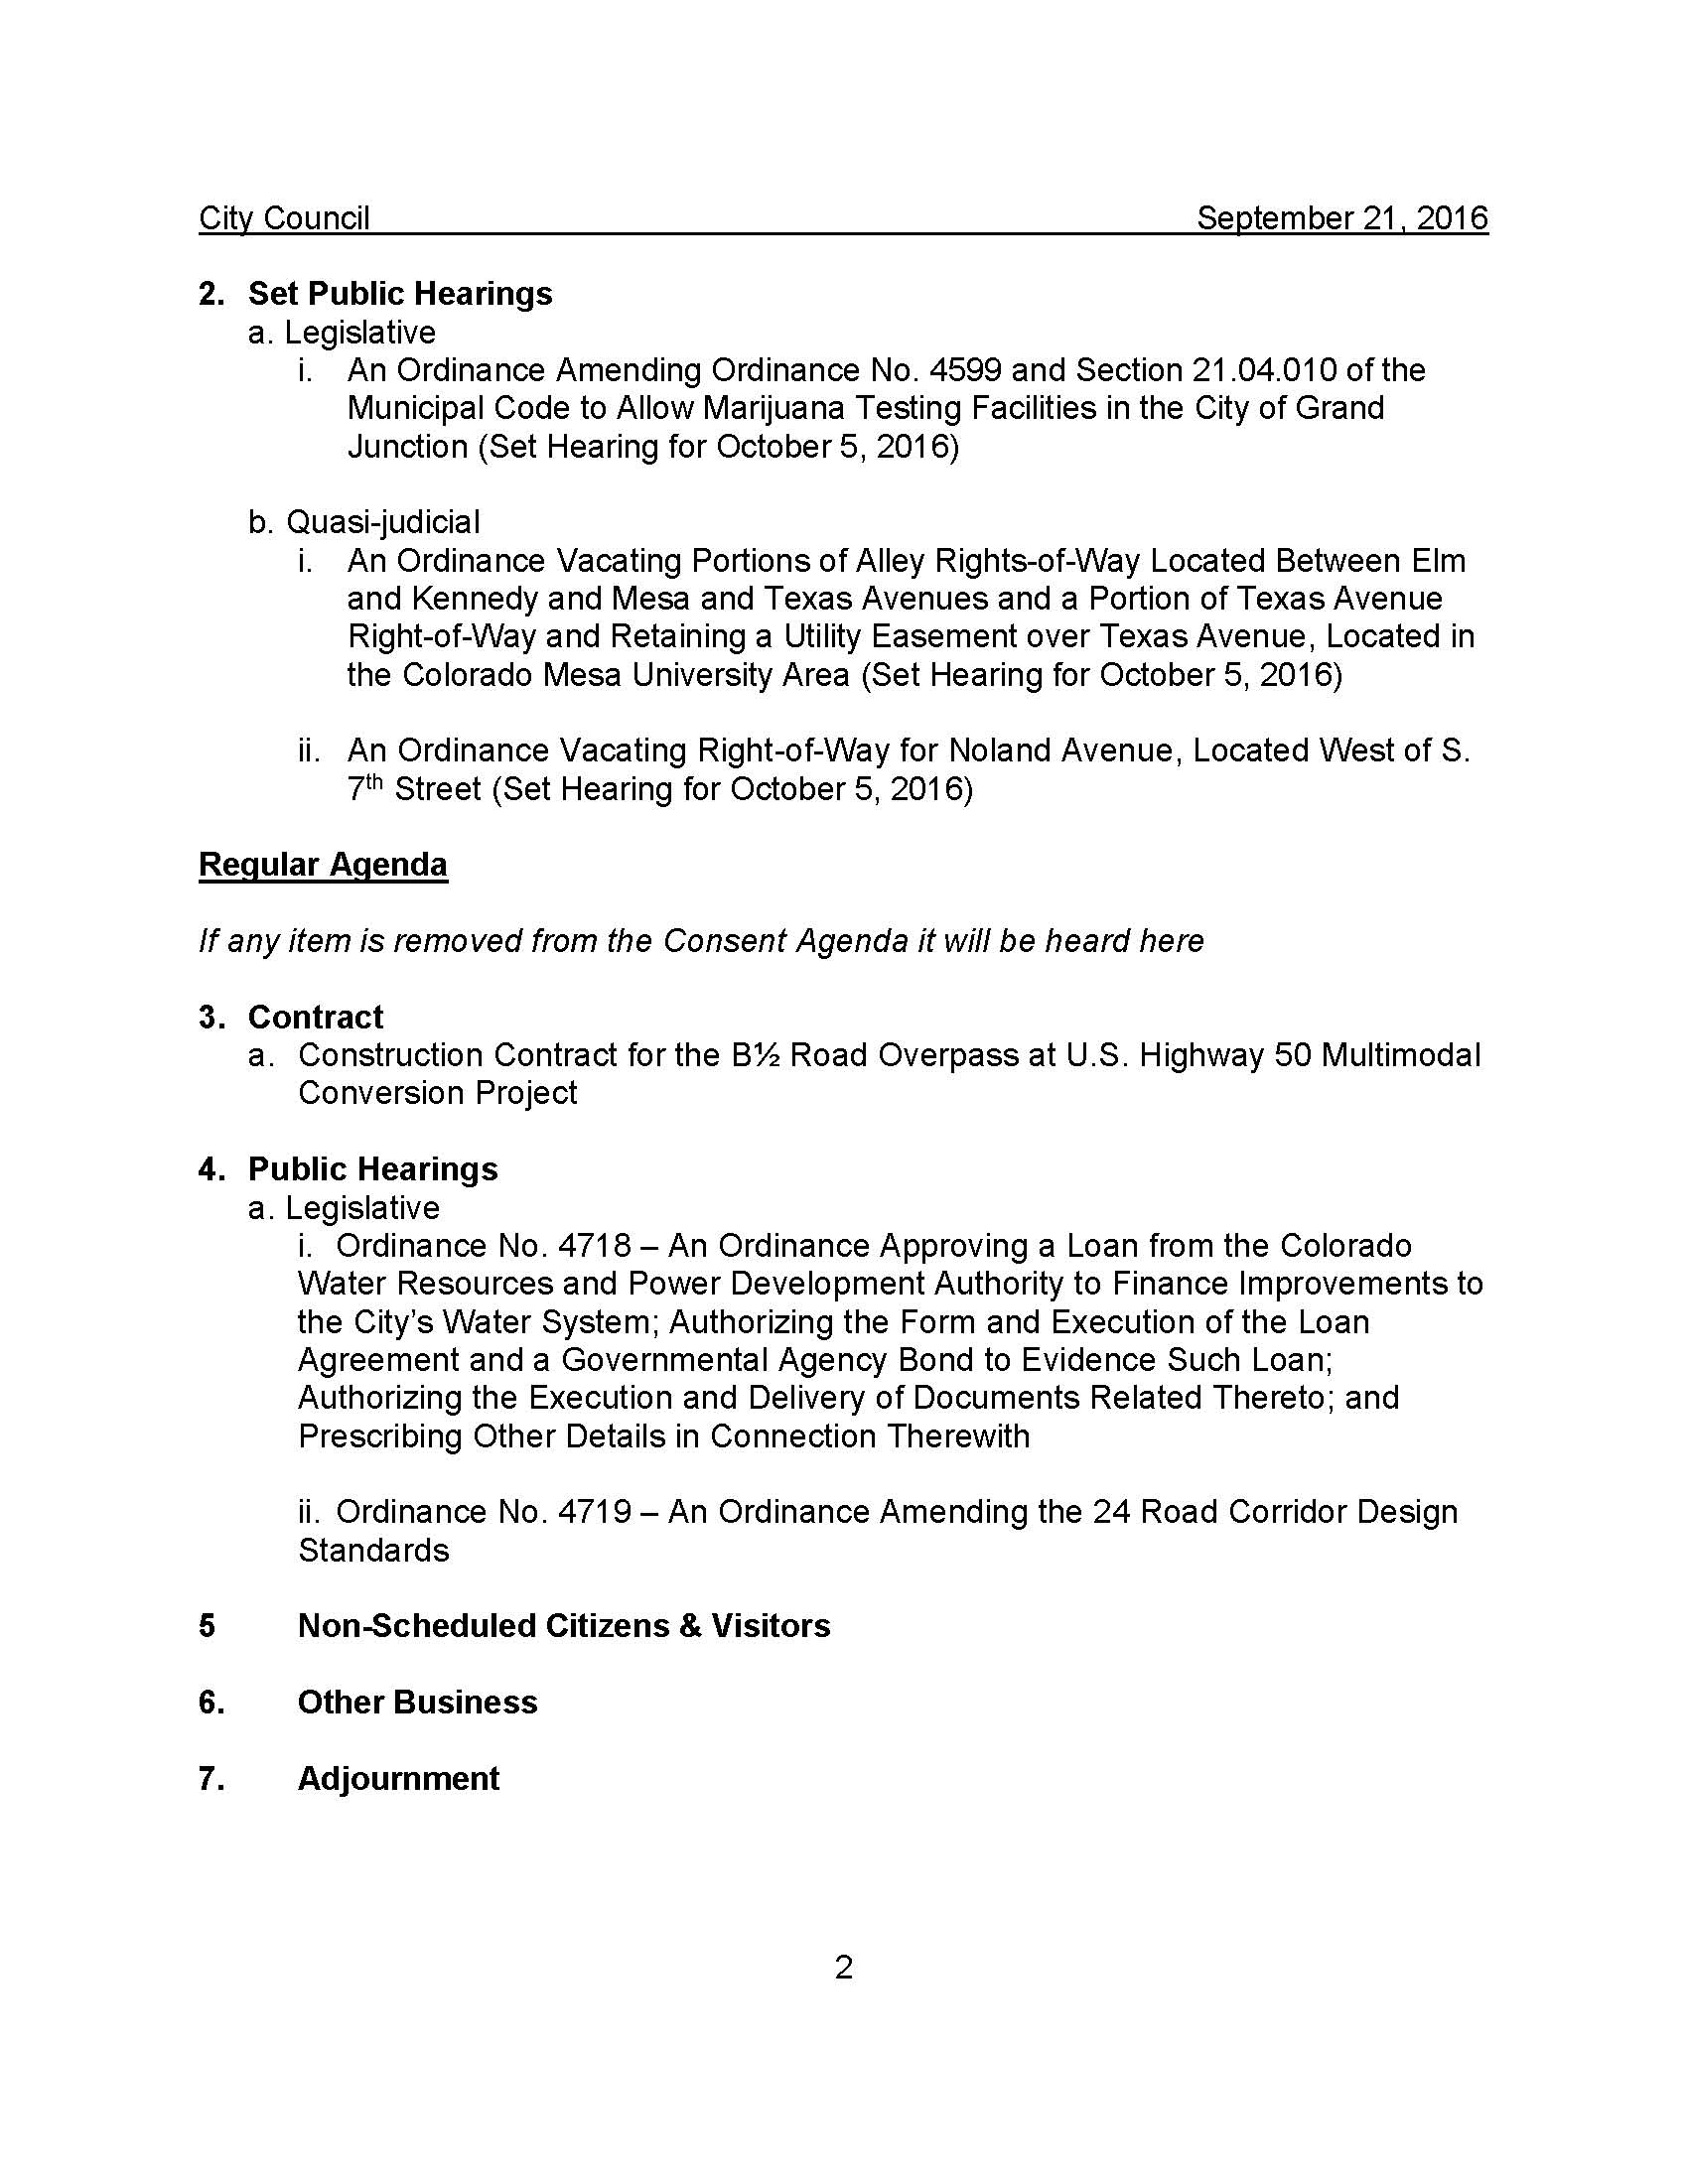 City Council September 21, 2016
2. Set Public Hearings
a. Legislative
i. An Ordinance Amending Ordinance No. 4599 and Section 21.04.010 of the
Municipal Code to Allow Marijuana Testing Facilities in the City of Grand
Junction (Set Hearing for October 5, 2016)
b. Quasi-judicial
i. An Ordinance Vacating Portions of Alley Rights-of-Way Located Between Elm
and Kennedy and Mesa and Texas Avenues and a Portion of Texas Avenue
Right-of-Way and Retaining a Utility Easement over Texas Avenue, Located in
the Colorado Mesa University Area (Set Hearing for October 5, 2016)
ii. An Ordinance Vacating Right-of-Way for Noland Avenue, Located West of S.
7th Street (Set Hearing for October 5, 2016)
Regular Agenda
If any item is removed from the Consent Agenda it will be heard here
3. Contract
a. Construction Contract for the B½ Road Overpass at U.S. Highway 50 Multimodal
Conversion Project
4. Public Hearings
a. Legislative
i. Ordinance No. 4718 – An Ordinance Approving a Loan from the Colorado
Water Resources and Power Development Authority to Finance Improvements to
the City’s Water System; Authorizing the Form and Execution of the Loan
Agreement and a Governmental Agency Bond to Evidence Such Loan;
Authorizing the Execution and Delivery of Documents Related Thereto; and
Prescribing Other Details in Connection Therewith
ii. Ordinance No. 4719 – An Ordinance Amending the 24 Road Corridor Design
Standards
5 Non-Scheduled Citizens & Visitors
6. Other Business
7. Adjournment
2